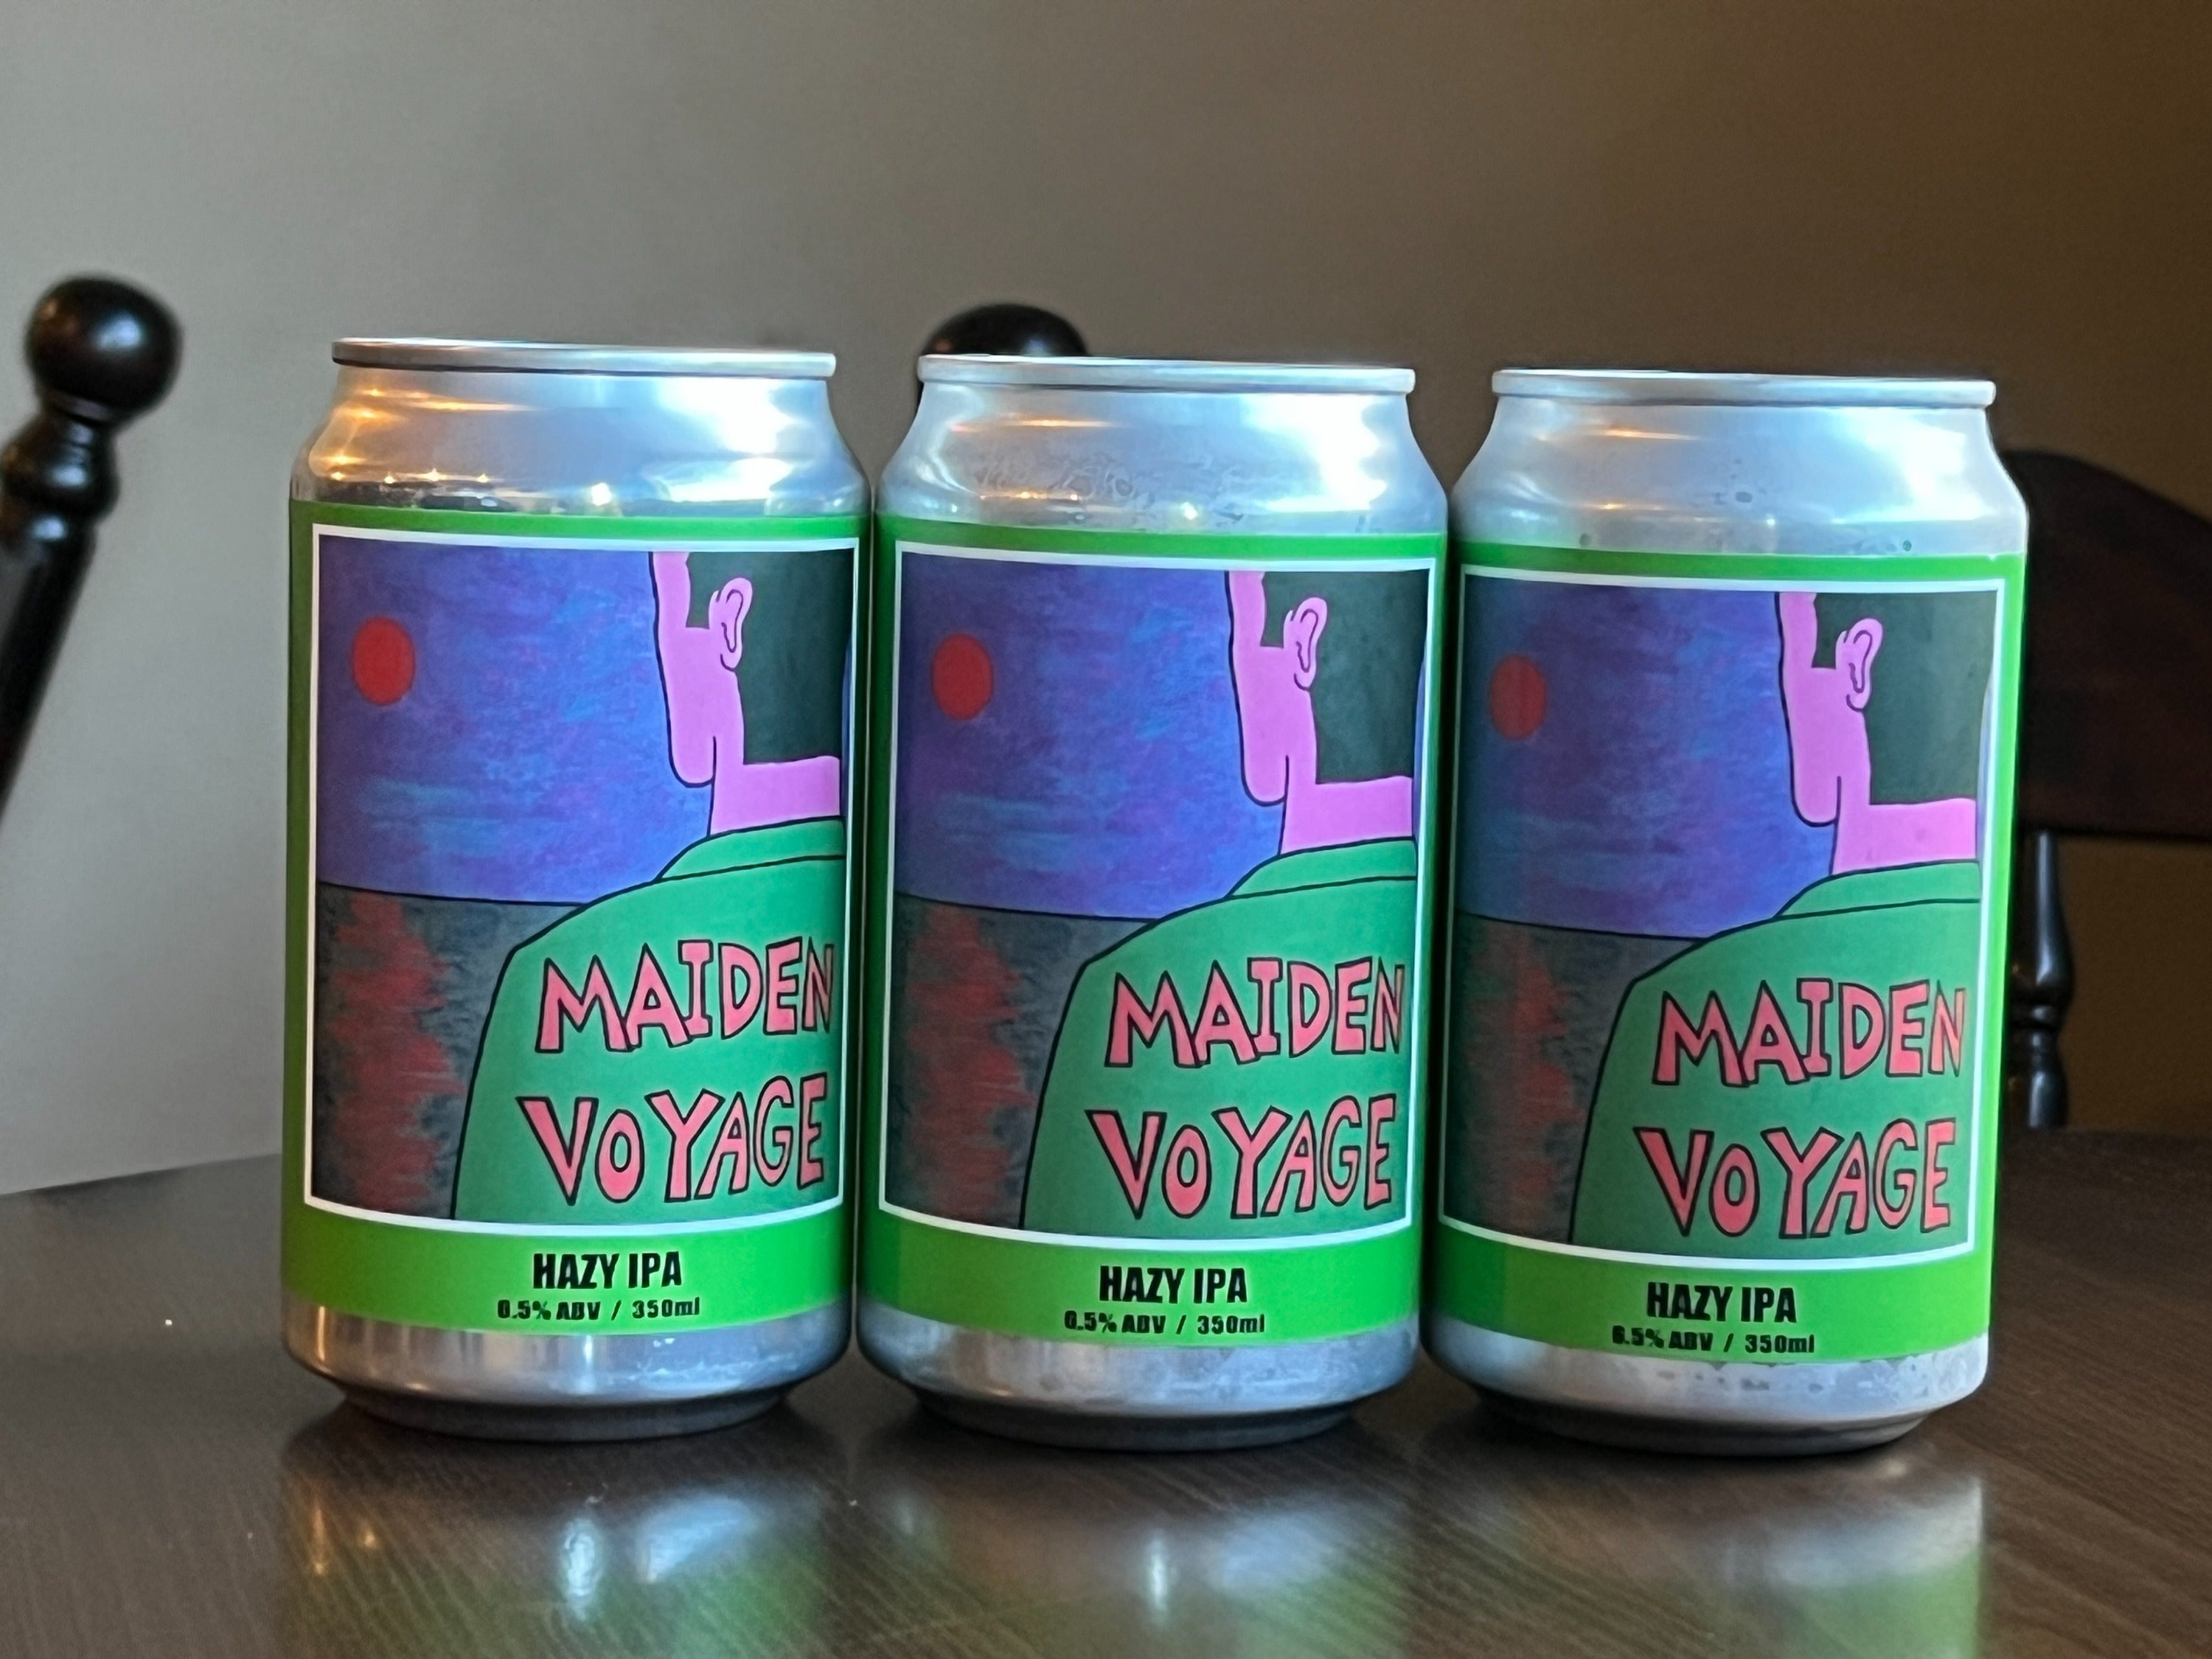 MAIDEN
VOYAGE
HAZY IPA
6.5% ABV / 350ml
MAIDEN
VOYAGE
HAZY IPA
6.5% ABV / 350ml
MAIDEN
VOYAGE
HAZY IPA
6.5% ABV / 350ml